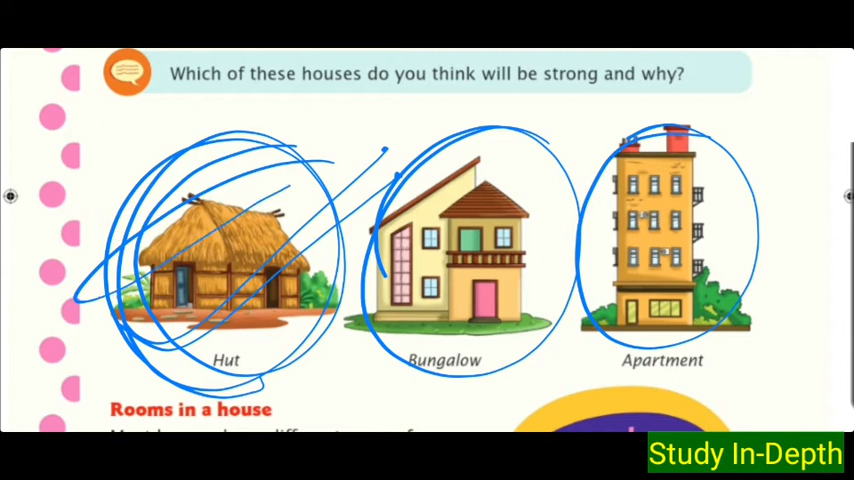 Which of these houses do you think will be strong and why?
Hut
Bungalow
Apartment
Rooms in a house
Study In-Depth